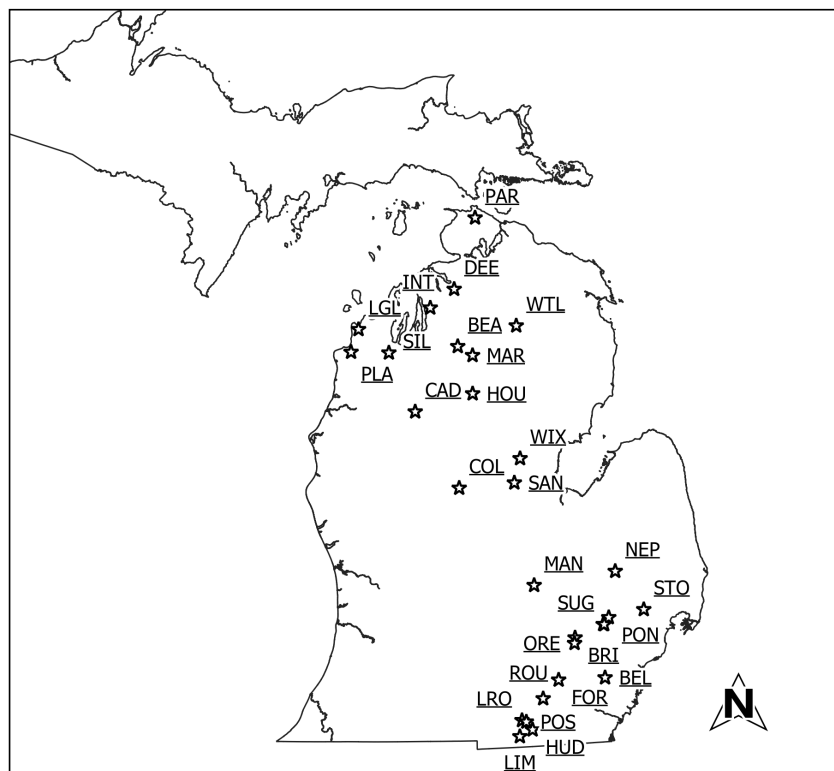 PAR
DEE
INT
LGL
WTL
BEA
SIL
MAR
PLA
CAD
HOU
WIX
COL
SAN
NEP
MAN
STO
SUG
PON
ORE
BRI
ROU
BEL
LRO
FOR
POS
N
HUD
LIM